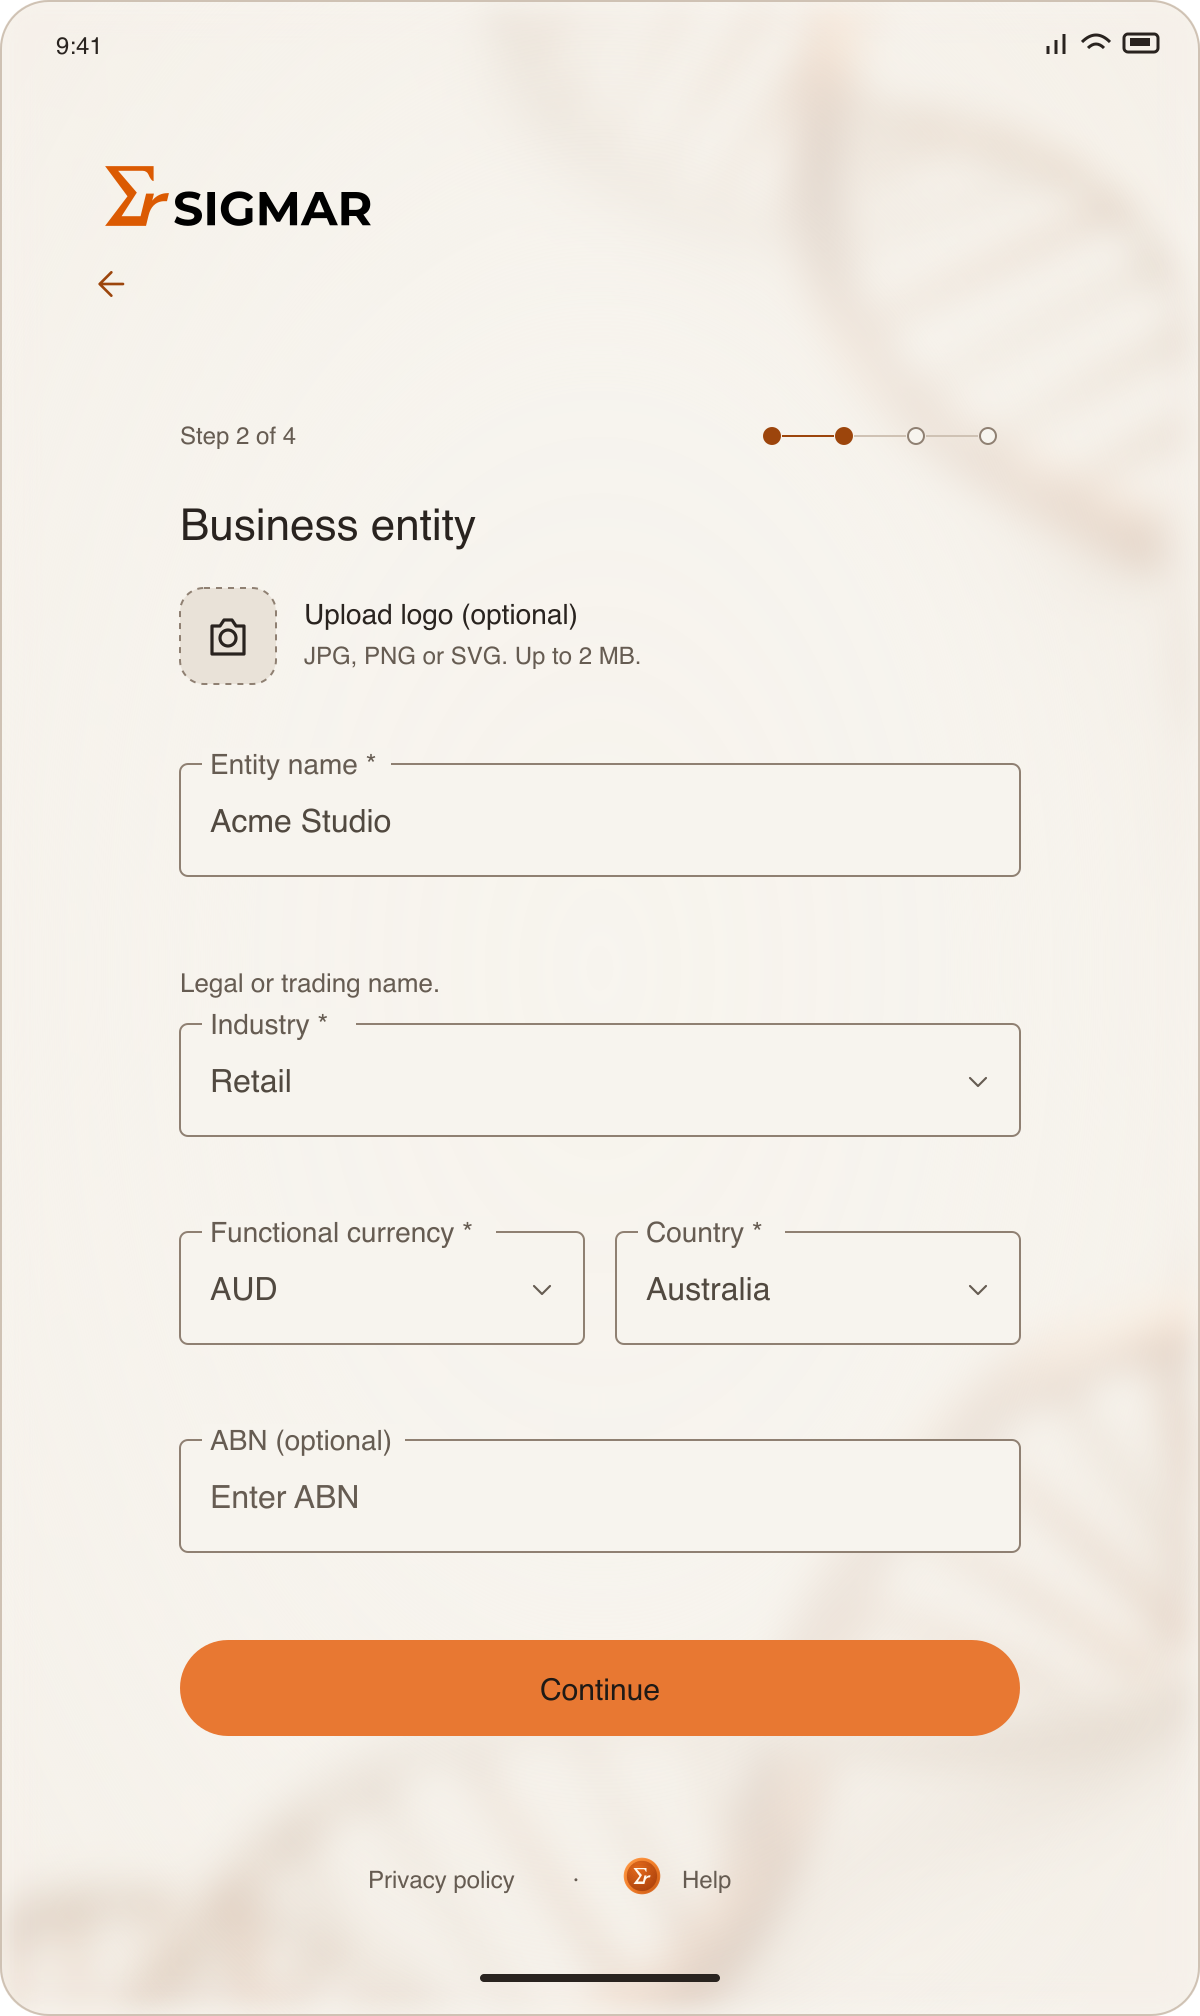 9:41
Σr SIGMAR
Step 2 of 4
Business entity
Upload logo (optional)
JPG, PNG or SVG. Up to 2 MB.
Entity name *
Acme Studio
Legal or trading name.
Industry *
Retail
Functional currency *
Country *
AUD
Australia
ABN (optional)
Enter ABN
Continue
Privacy policy · Σr Help